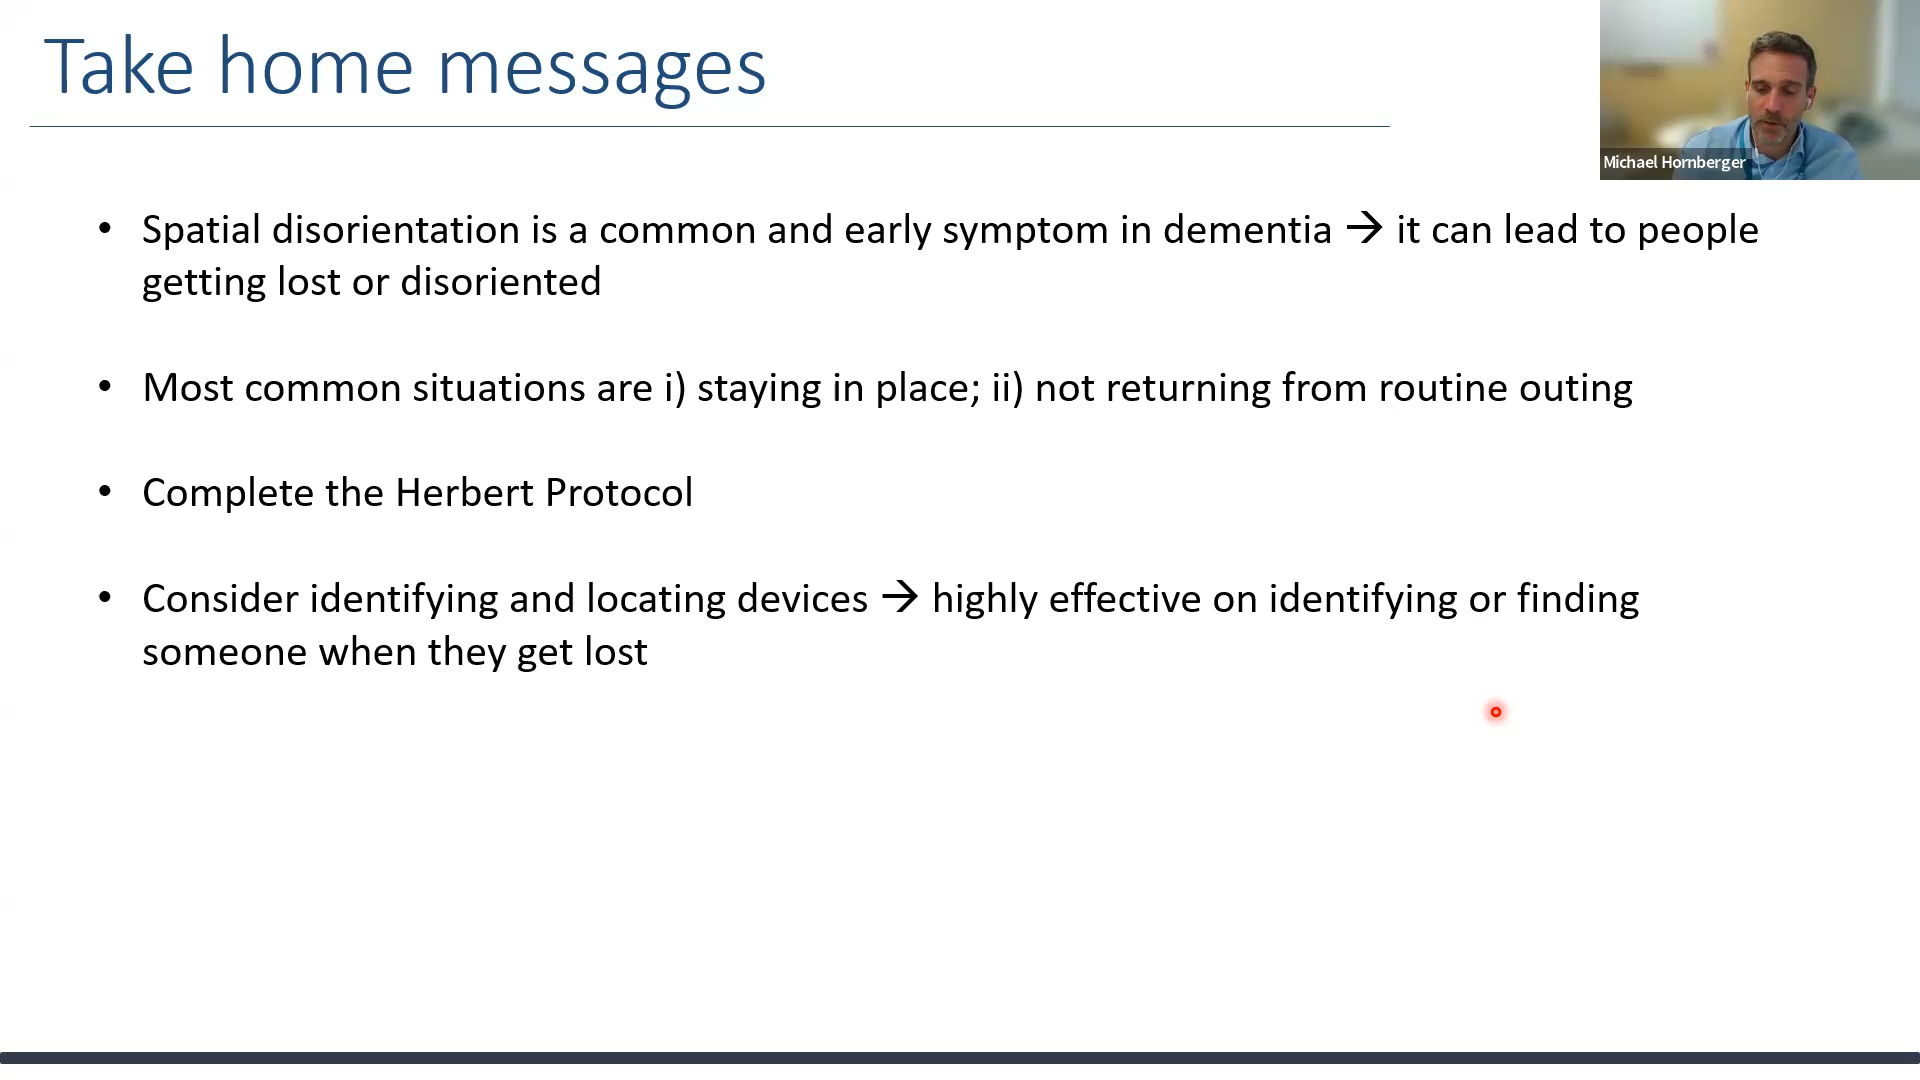 Take home messages
Michael Hornberger
• Spatial disorientation is a common and early symptom in dementia → it can lead to people
getting lost or disoriented
• Most common situations are i) staying in place; ii) not returning from routine outing
• Complete the Herbert Protocol
• Consider identifying and locating devices → highly effective on identifying or finding
someone when they get lost